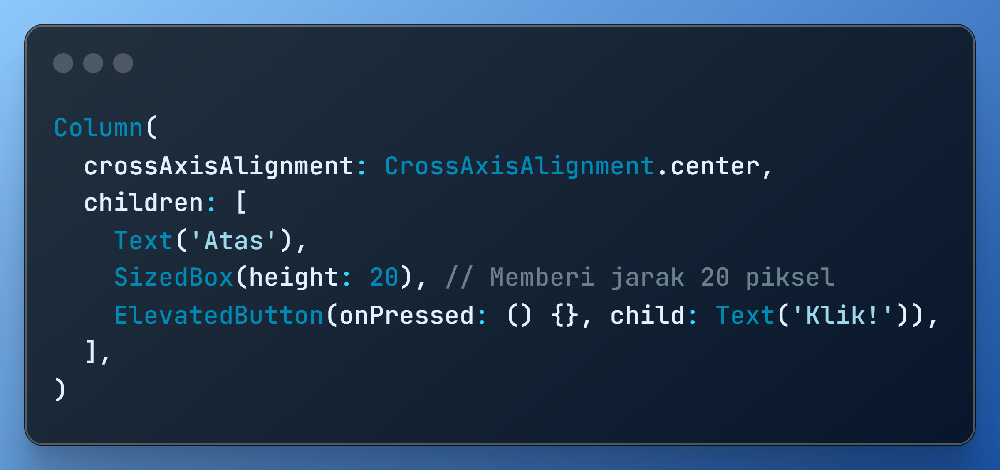 Column(
  crossAxisAlignment: CrossAxisAlignment.center,
  children: [
    Text('Atas'),
    SizedBox(height: 20), // Memberi jarak 20 piksel
    ElevatedButton(onPressed: () {}, child: Text('Klik!')),
  ],
)